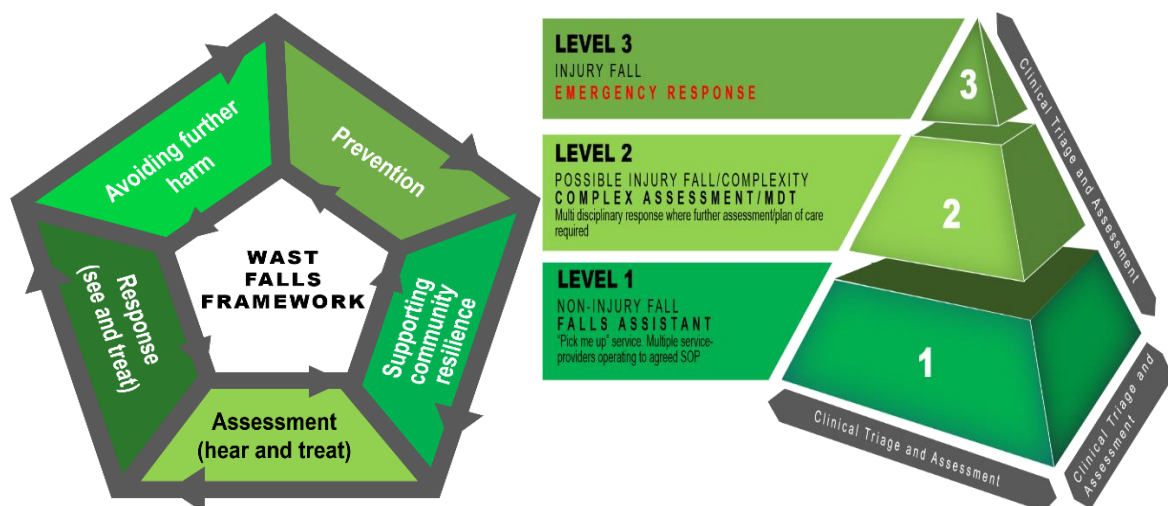 Avoiding further
harm
Prevention
WAST
FALLS
FRAMEWORK
Supporting
community
resilience
Response
(see and treat)
Assessment
(hear and treat)
LEVEL 3
INJURY FALL
EMERGENCY RESPONSE
LEVEL 2
POSSIBLE INJURY FALL/COMPLEXITY
COMPLEX ASSESSMENT/MDT
Multi disciplinary response where further assessment/plan of care
required
LEVEL 1
NON-INJURY FALL
FALLS ASSISTANT
“Pick me up” service. Multiple service-
providers operating to agreed SOP
3
2
1
Clinical Triage and Assessment
Clinical Triage and Assessment
Clinical Triage and
Assessment